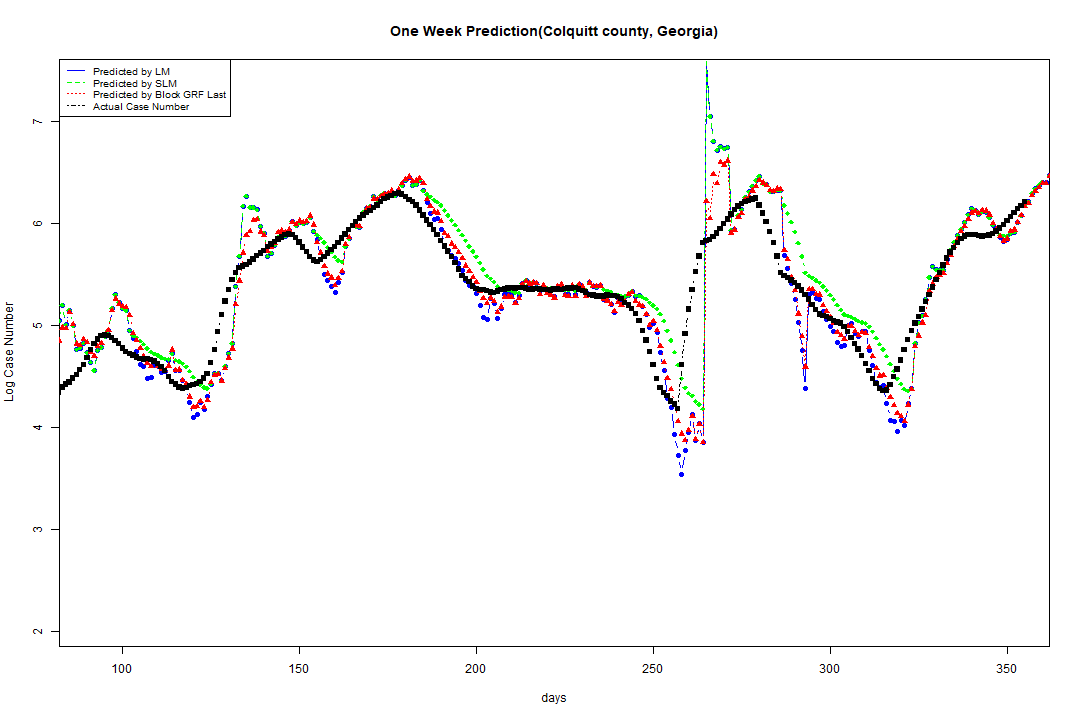 One Week Prediction(Colquitt county, Georgia)
Predicted by LM
Predicted by SLM
Predicted by Block GRF Last
Actual Case Number
7
6
5
4
3
2
Log Case Number
100 150 200 250 300 350
days